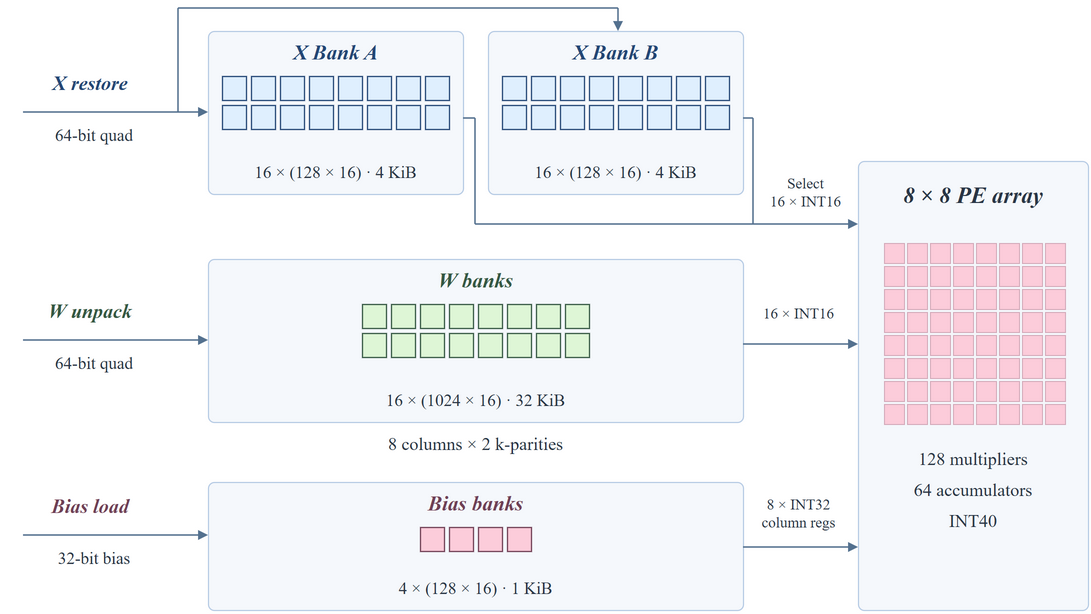 X restore
64-bit quad
X Bank A
16 × (128 × 16) · 4 KiB
X Bank B
16 × (128 × 16) · 4 KiB
Select
16 × INT16
8 × 8 PE array
W unpack
64-bit quad
W banks
16 × (1024 × 16) · 32 KiB
8 columns × 2 k-parities
16 × INT16
128 multipliers
64 accumulators
INT40
Bias load
32-bit bias
Bias banks
4 × (128 × 16) · 1 KiB
8 × INT32
column regs